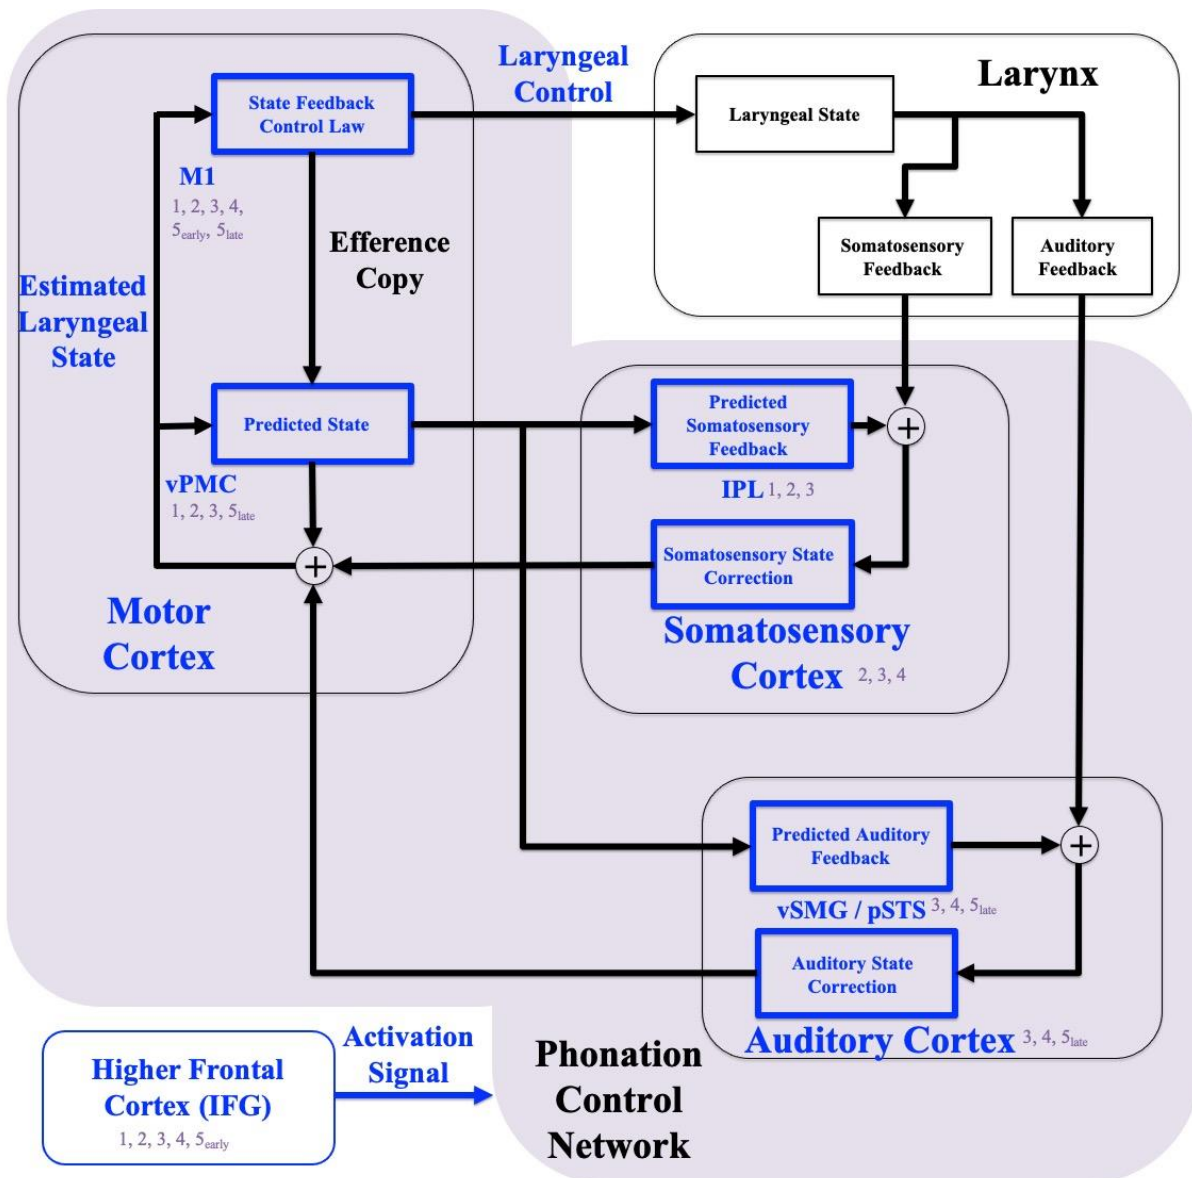 Laryngeal
Control
Larynx
State Feedback
Control Law
Laryngeal State
M1
1, 2, 3, 4,
5early, 5late
Efference
Copy
Somatosensory
Feedback
Auditory
Feedback
Estimated
Laryngeal
State
Predicted State
vPMC
1, 2, 3, 5late
Predicted
Somatosensory
Feedback
+
IPL 1, 2, 3
Somatosensory State
Correction
+
Motor
Cortex
Somatosensory
Cortex 2, 3, 4
Predicted Auditory
Feedback
+
vSMG / pSTS 3, 4, 5late
Auditory State
Correction
Auditory Cortex 3, 4, 5late
Higher Frontal
Cortex (IFG)
1, 2, 3, 4, 5early
Activation
Signal
Phonation
Control
Network